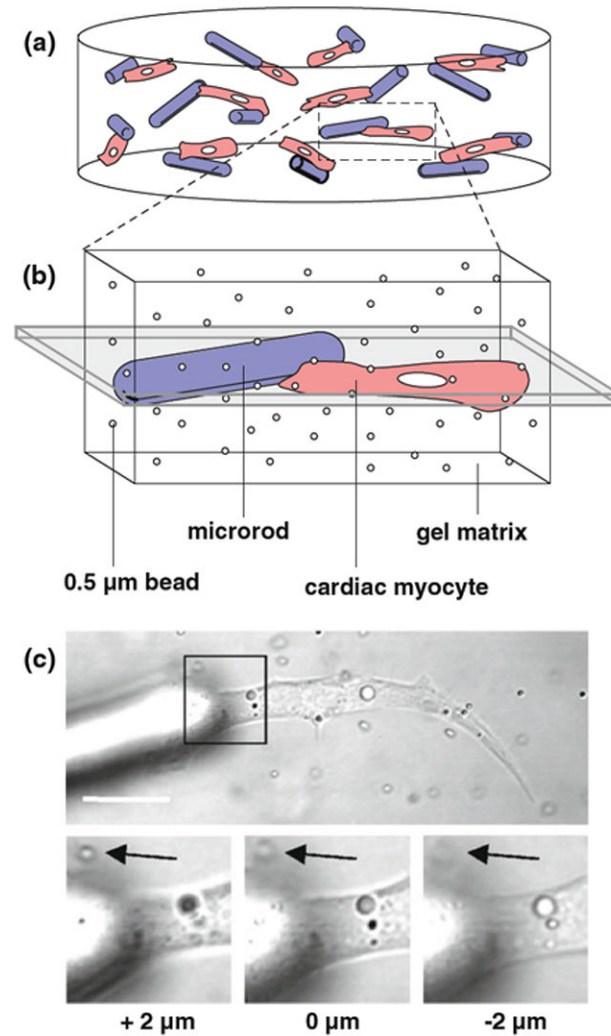 (a)
(b)
microrod
gel matrix
0.5 µm bead
cardiac myocyte
(c)
+ 2 µm
0 µm
-2 µm